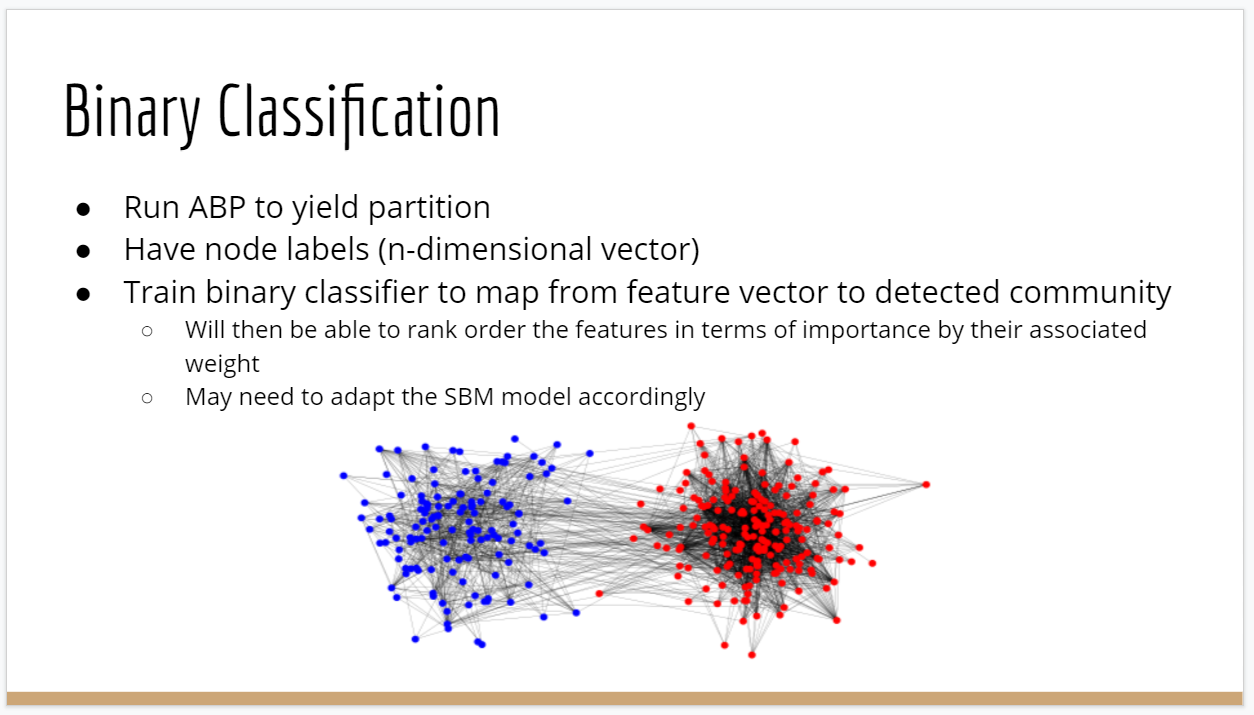 Binary Classification
● Run ABP to yield partition
● Have node labels (n-dimensional vector)
● Train binary classifier to map from feature vector to detected community
○ Will then be able to rank order the features in terms of importance by their associated
weight
○ May need to adapt the SBM model accordingly